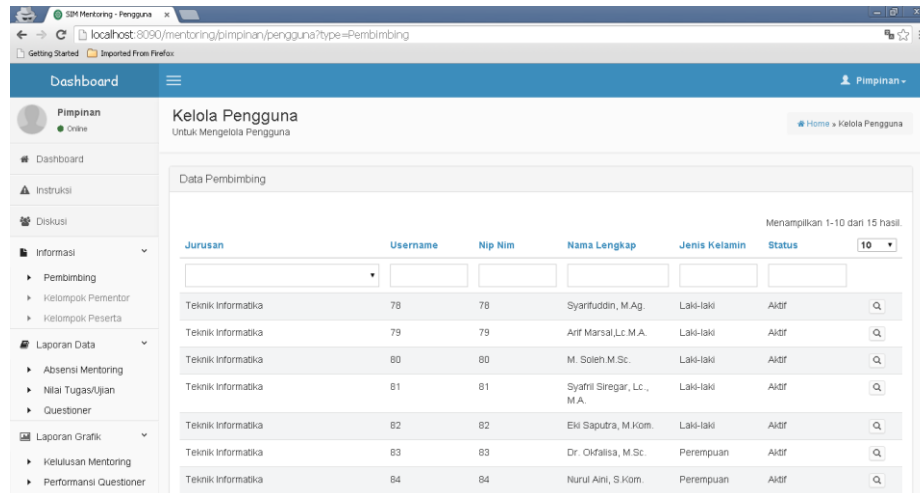 SIM Mentoring - Pengguna
localhost:8090/mentoring/pimpinan/pengguna?type=Pembimbing
Getting Started Imported From Firefox
Dashboard
Pimpinan
Pimpinan
Online
Kelola Pengguna
Untuk Mengelola Pengguna
Home » Kelola Pengguna
Dashboard
Instruksi
Diskusi
Informasi
Pembimbing
Kelompok Pementor
Kelompok Peserta
Laporan Data
Absensi Mentoring
Nilai Tugas/Ujian
Questioner
Laporan Grafik
Kelulusan Mentoring
Performansi Questioner
Data Pembimbing
Menampilkan 1-10 dari 15 hasil.
Jurusan Username Nip Nim Nama Lengkap Jenis Kelamin Status 10
Teknik Informatika 78 78 Syarifuddin, M.Ag. Laki-laki Aktif
Teknik Informatika 79 79 Arif Marsal,Lc.M.A. Laki-laki Aktif
Teknik Informatika 80 80 M. Soleh.M.Sc. Laki-laki Aktif
Teknik Informatika 81 81 Syafril Siregar, Lc., Laki-laki Aktif
M.A.
Teknik Informatika 82 82 Eki Saputra, M.Kom. Laki-laki Aktif
Teknik Informatika 83 83 Dr. Okfalisa, M.Sc. Perempuan Aktif
Teknik Informatika 84 84 Nurul Aini, S.Kom. Perempuan Aktif